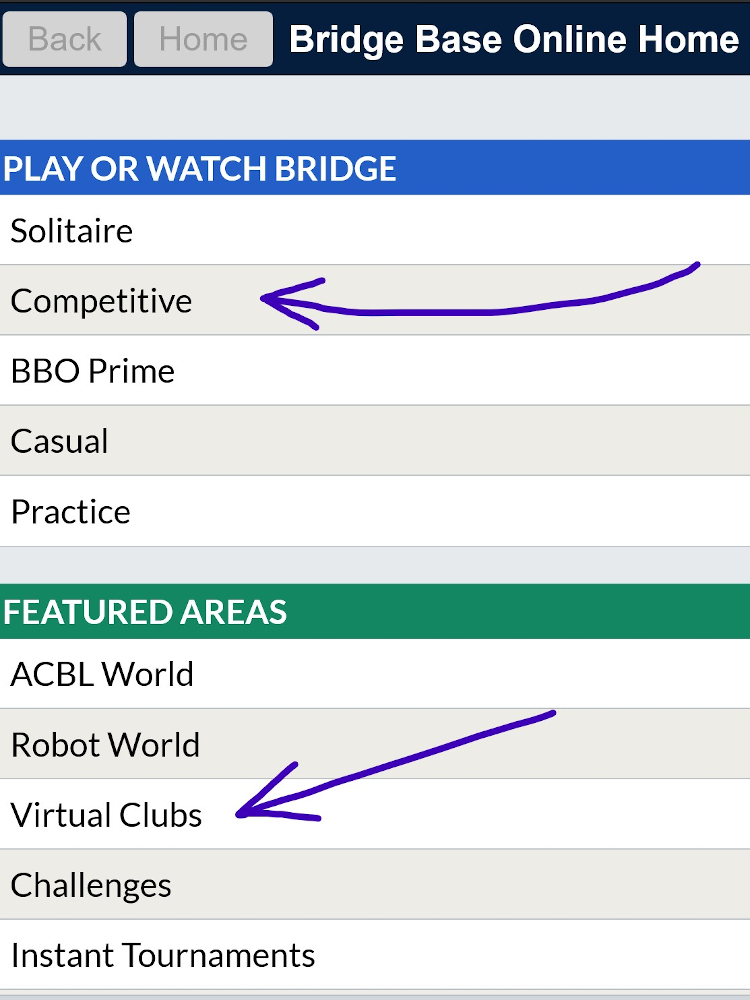 Back Home Bridge Base Online Home
PLAY OR WATCH BRIDGE
Solitaire
Competitive
BBO Prime
Casual
Practice
FEATURED AREAS
ACBL World
Robot World
Virtual Clubs
Challenges
Instant Tournaments